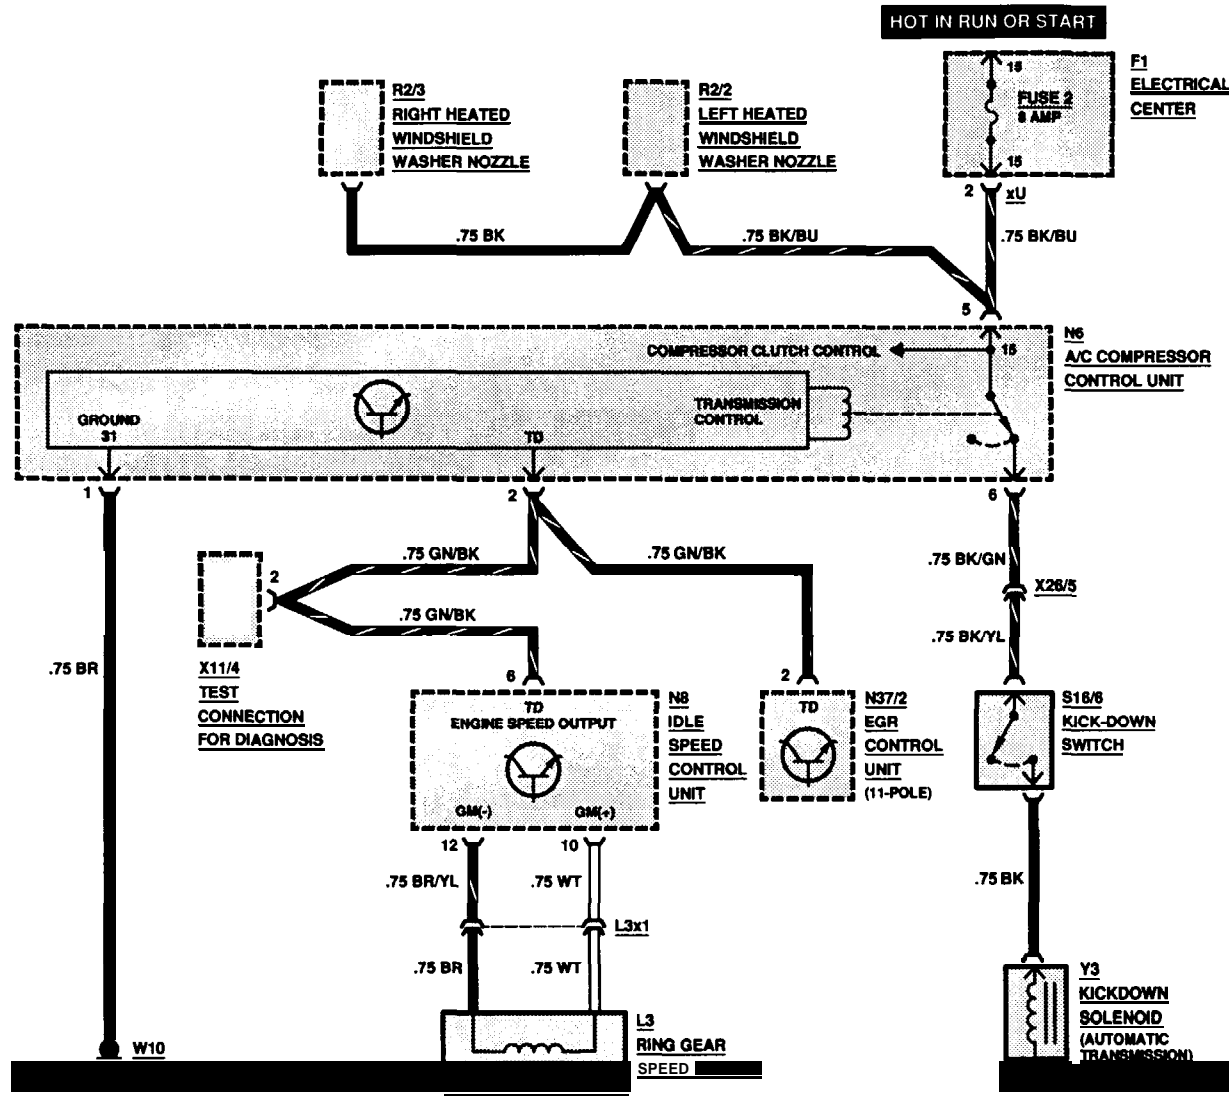 HOT IN RUN OR START
15
FUSE 2
8 AMP
15
F1
ELECTRICAL
CENTER
R2/3
RIGHT HEATED
WINDSHIELD
WASHER NOZZLE
R2/2
LEFT HEATED
WINDSHIELD
WASHER NOZZLE
2
xU
.75 BK
.75 BK/BU
.75 BK/BU
5
N6
A/C COMPRESSOR
CONTROL UNIT
COMPRESSOR CLUTCH CONTROL
15
GROUND
31
TRANSMISSION
CONTROL
TD
1
2
6
.75 GN/BK
.75 GN/BK
.75 BK/GN
2
X26/5
.75 GN/BK
.75 BK/YL
.75 BR
X11/4
TEST
CONNECTION
FOR DIAGNOSIS
6
TD
ENGINE SPEED OUTPUT
GM(-)
GM(+)
N8
IDLE
SPEED
CONTROL
UNIT
2
TD
N37/2
EGR
CONTROL
UNIT
(11-POLE)
S16/6
KICK-DOWN
SWITCH
12
10
.75 BR/YL
.75 WT
.75 BK
L3x1
.75 BR
.75 WT
W10
L3
RING GEAR
SPEED
Y3
KICKDOWN
SOLENOID
(AUTOMATIC
TRANSMISSION)